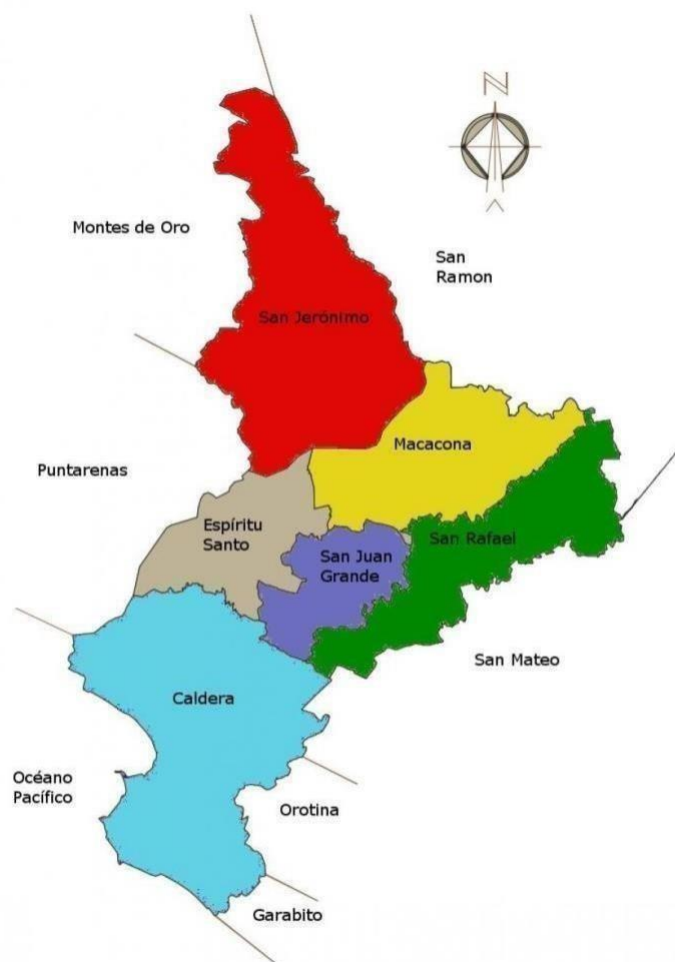 N
Montes de Oro
San
Ramon
San Jerónimo
Macacona
Puntarenas
Espíritu
Santo
San Juan
Grande
San Rafael
San Mateo
Caldera
Océano
Pacífico
Orotina
Garabito